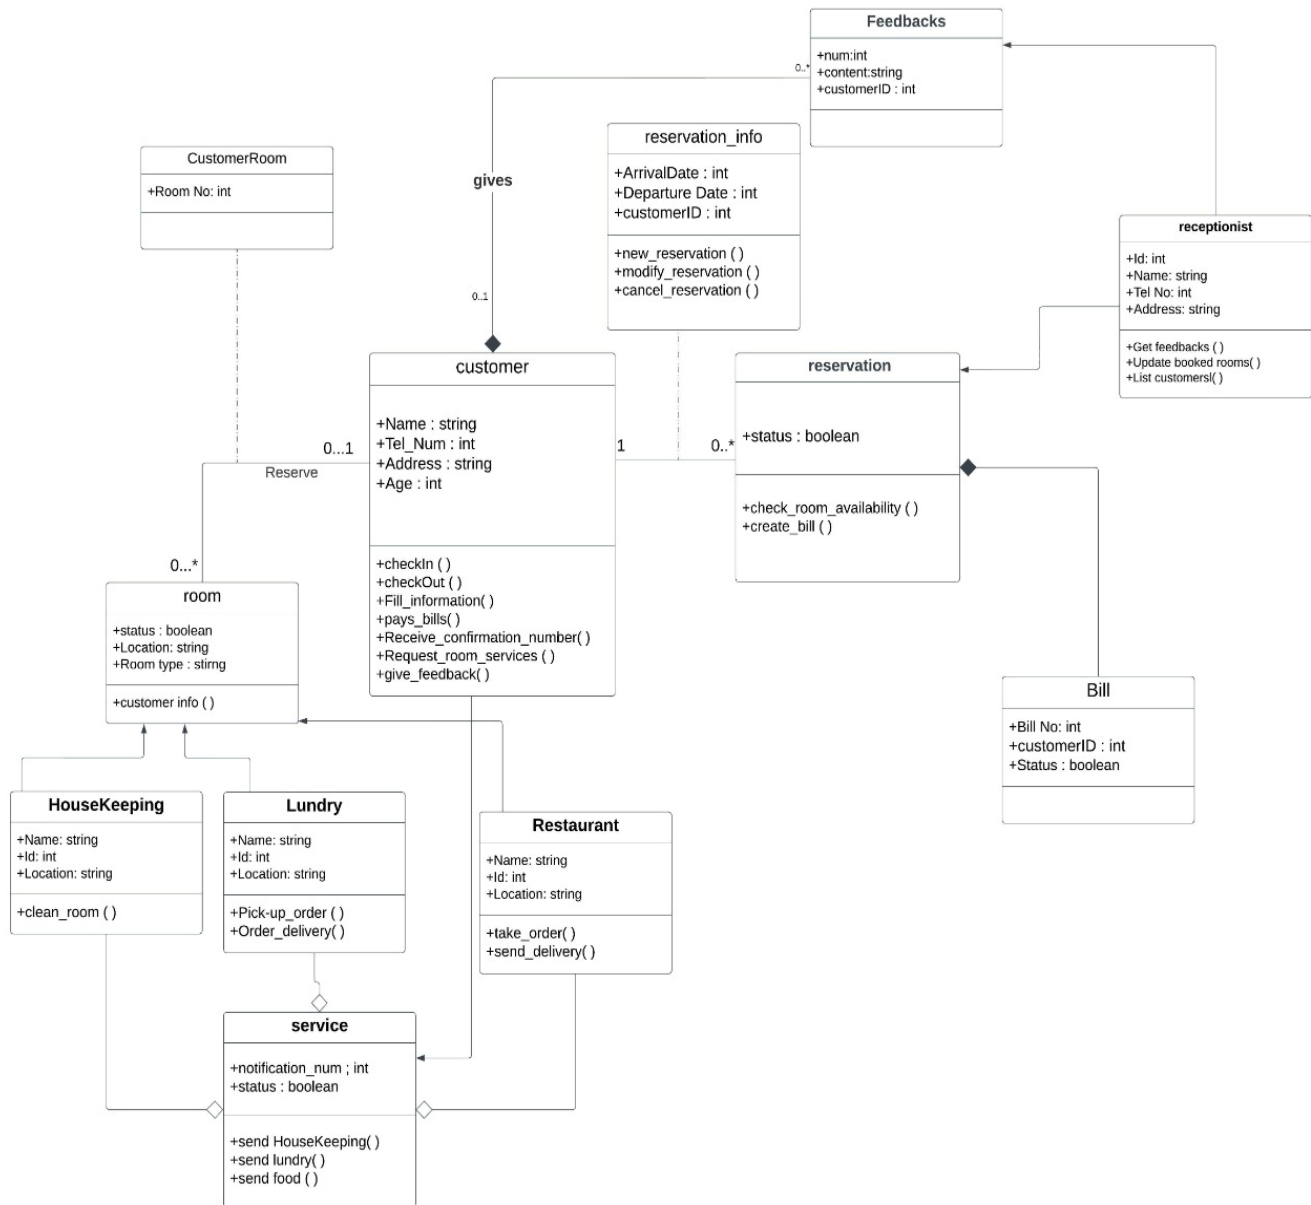 Feedbacks
+num:int
+content:string
+customerID : int
0..*
gives
0..1
reservation_info
+ArrivalDate : int
+Departure Date : int
+customerID : int
+new_reservation ( )
+modify_reservation ( )
+cancel_reservation ( )
CustomerRoom
+Room No: int
receptionist
+Id: int
+Name: string
+Tel No: int
+Address: string
+Get feedbacks ( )
+Update booked rooms( )
+List customersl( )
customer
+Name : string
+Tel_Num : int
+Address : string
+Age : int
+checkIn ( )
+checkOut ( )
+Fill_information( )
+pays_bills( )
+Receive_confirmation_number( )
+Request_room_services ( )
+give_feedback( )
0...1
Reserve
0...*
1
0..*
reservation
+status : boolean
+check_room_availability ( )
+create_bill ( )
room
+status : boolean
+Location: string
+Room type : stirng
+customer info ( )
Bill
+Bill No: int
+customerID : int
+Status : boolean
HouseKeeping
+Name: string
+Id: int
+Location: string
+clean_room ( )
Lundry
+Name: string
+Id: int
+Location: string
+Pick-up_order ( )
+Order_delivery( )
Restaurant
+Name: string
+Id: int
+Location: string
+take_order( )
+send_delivery( )
service
+notification_num ; int
+status : boolean
+send HouseKeeping( )
+send lundry( )
+send food ( )